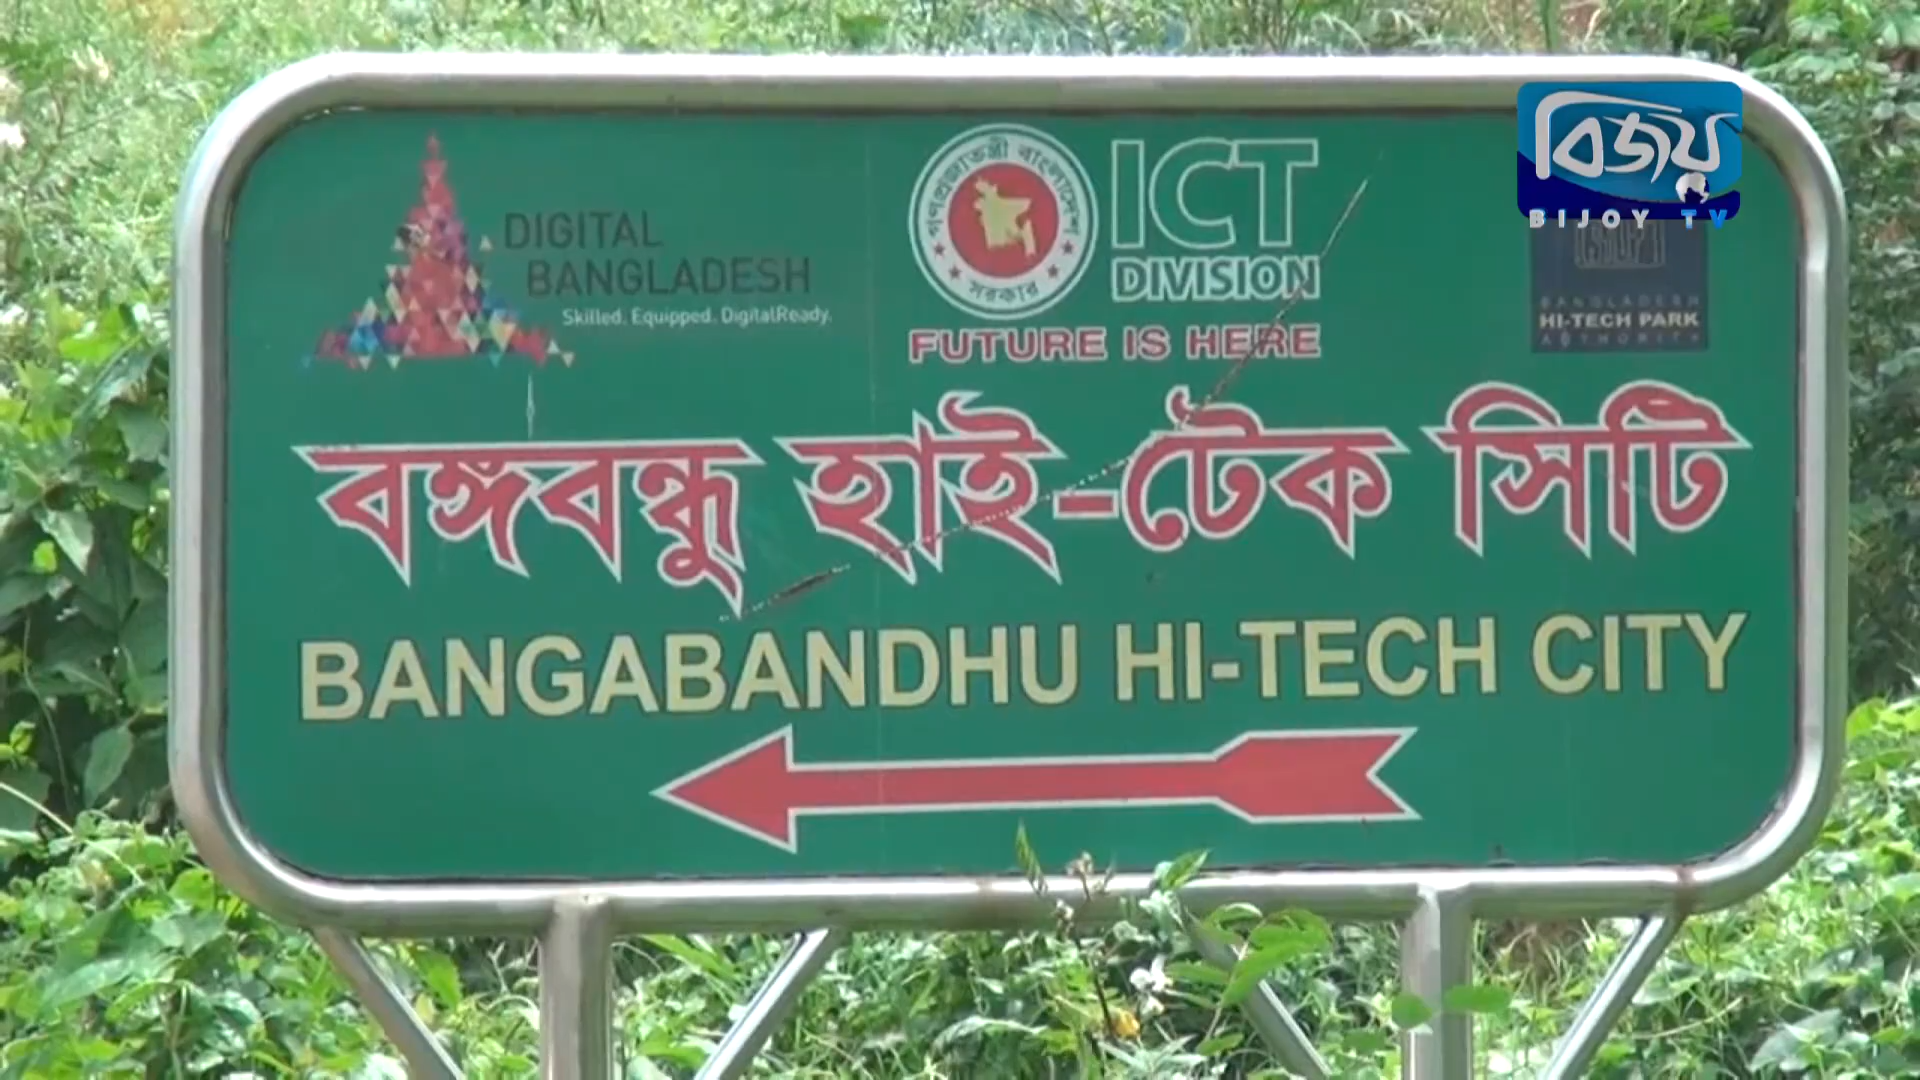 DIGITAL
BANGLADESH
Skilled. Equipped. DigitalReady.
গণপ্রজাতন্ত্রী বাংলাদেশ
সরকার
ICT
DIVISION
FUTURE IS HERE
বিজয়
BIJOY TV
BANGLADESH
HI-TECH PARK
AUTHORITY
বঙ্গবন্ধু হাই-টেক সিটি
BANGABANDHU HI-TECH CITY